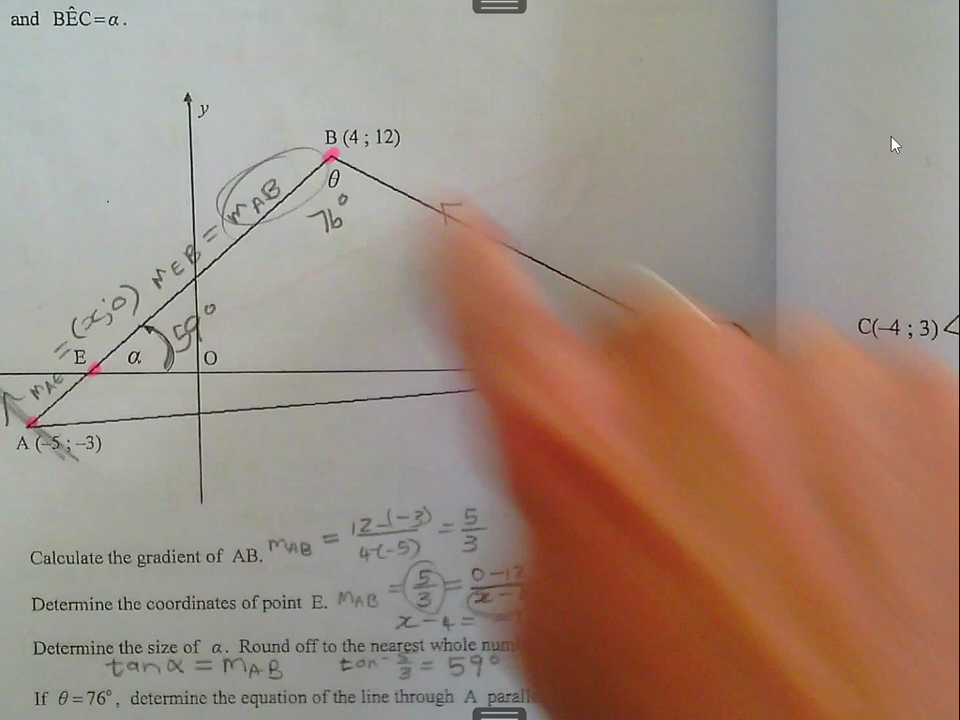 and BÊC=α.
y
B (4 ; 12)
θ
76°
mEB = mAB
mAE = (x;0)
59°
E
α
O
C(-4 ; 3)
A (-5 ; -3)
Calculate the gradient of AB. mAB = 12-(-3)/4-(-5) = 5/3
Determine the coordinates of point E. mAB = 5/3 = 0-12/x-
x-4=
Determine the size of α. Round off to the nearest whole
tan α = mAB tan⁻ 5/3 = 59°
If θ=76°, determine the equation of the line through A